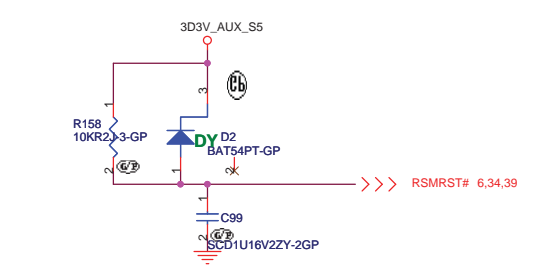 3D3V_AUX_S5
Pb
3
1
R158
10KR2J-3-GP
DY D2
BAT54PT-GP
G/P
2
1
2
RSMRST# 6,34,39
1
C99
2
G/P
SCD1U16V2ZY-2GP